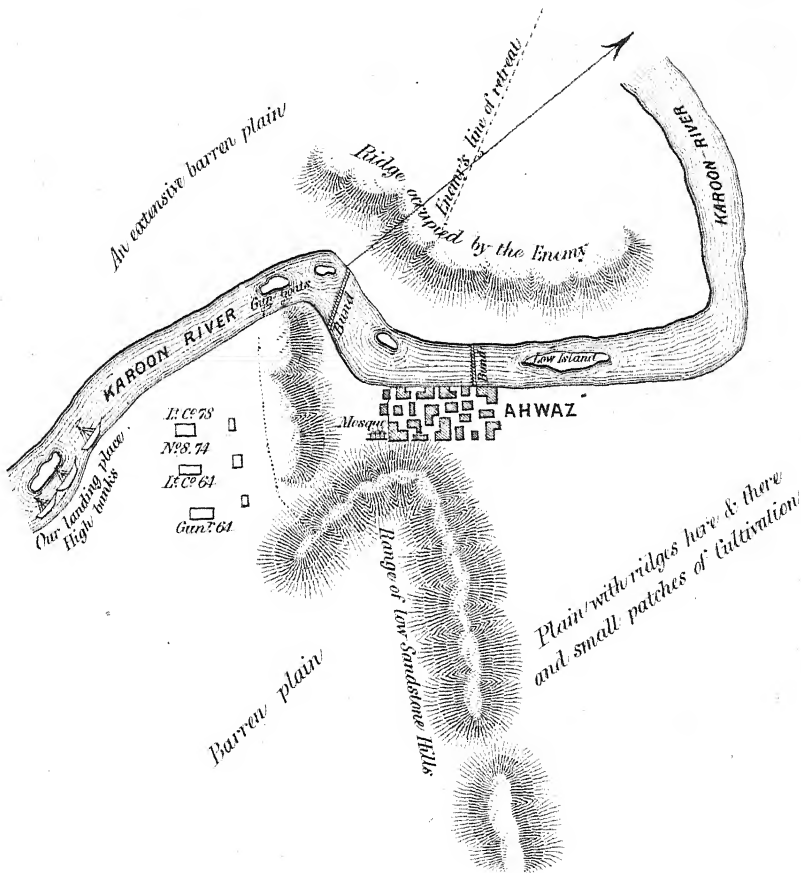 An extensive barren plain
Enemy's line of retreat
Ridge occupied by the Enemy
KAROON-RIVER
Gun boats
Bund
KAROON RIVER
Bund
Low Island
AHWAZ
Mosque
Lt. Co. 78
No 8. 74
Lt. Co. 64
Our landing place
High banks
Range of low Sandstone Hills
Plain with ridges here & there
and small patches of Cultivation
Barren plain